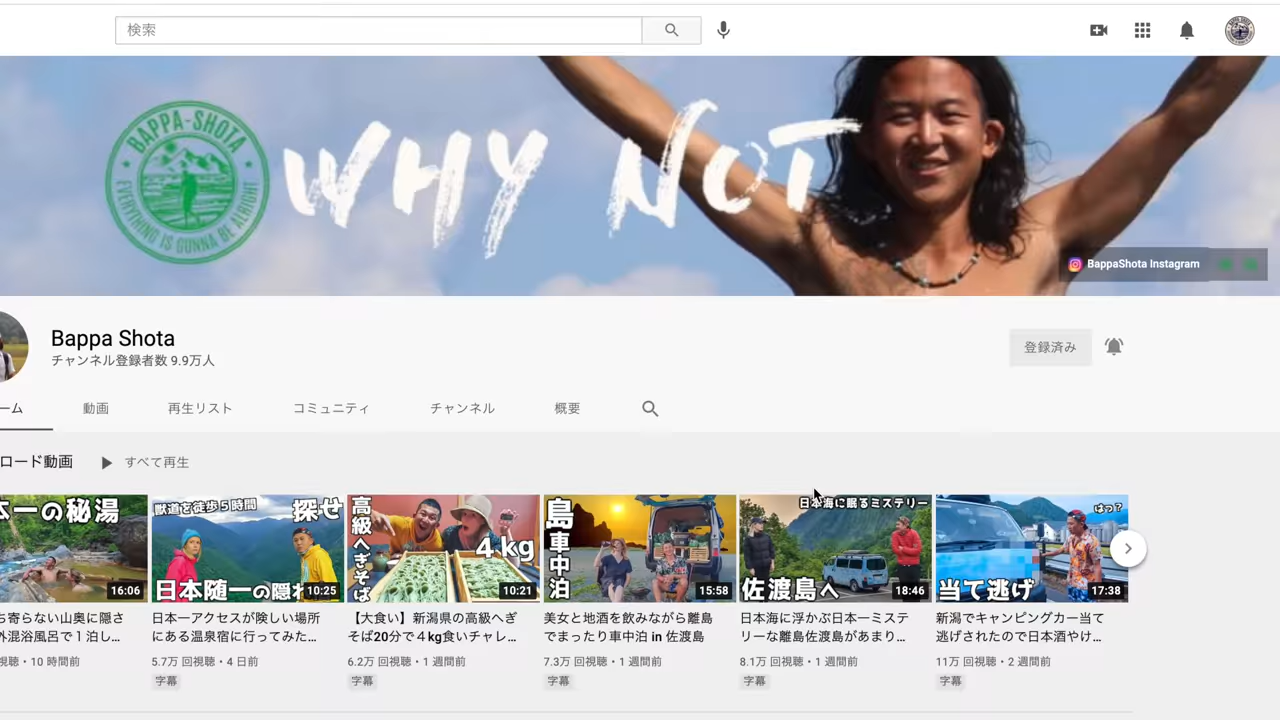 検索
BAPPA-SHOTA
EVERYTHING IS GUNNA BE ALRIGHT
WHY NOT
BappaShota Instagram
Bappa Shota
チャンネル登録者数 9.9万人
登録済み
ーム
動画
再生リスト
コミュニティ
チャンネル
概要
ロード動画
すべて再生
本一の秘湯
16:06
獣道を徒歩5時間
探せ
日本随一の隠れ
10:25
高級へぎそば
4kg
10:21
島車中泊
15:58
日本海に眠るミステリー
佐渡島へ
18:46
はっ?
当て逃げ
17:38
ち寄らない山奥に隠さ
外混浴風呂で1泊し...
視聴・10 時間前
日本一アクセスが険しい場所
にある温泉宿に行ってみた...
5.7万 回視聴・4 日前
字幕
【大食い】新潟県の高級へぎ
そば20分で4kg食いチャレ...
6.2万 回視聴・1 週間前
字幕
美女と地酒を飲みながら離島
でまったり車中泊 in 佐渡島
7.3万 回視聴・1 週間前
字幕
日本海に浮かぶ日本一ミステ
リーな離島佐渡島があまり...
8.1万 回視聴・1 週間前
字幕
新潟でキャンピングカー当て
逃げされたので日本酒やけ...
11万 回視聴・2 週間前
字幕